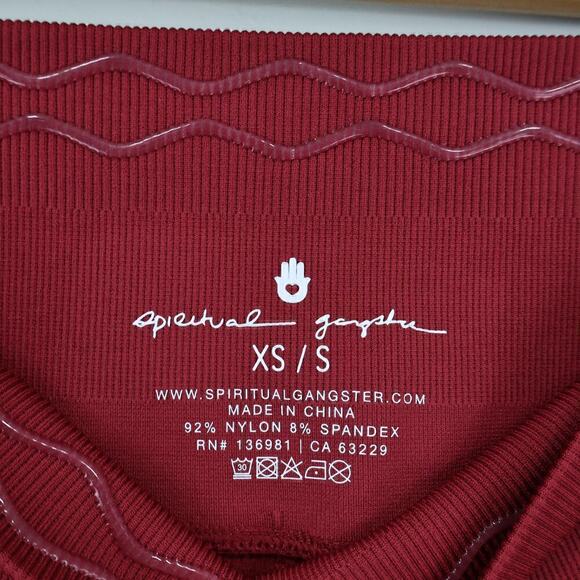 spiritual gangster
XS / S
WWW.SPIRITUALGANGSTER.COM
MADE IN CHINA
92% NYLON 8% SPANDEX
RN# 136981 | CA 63229
30